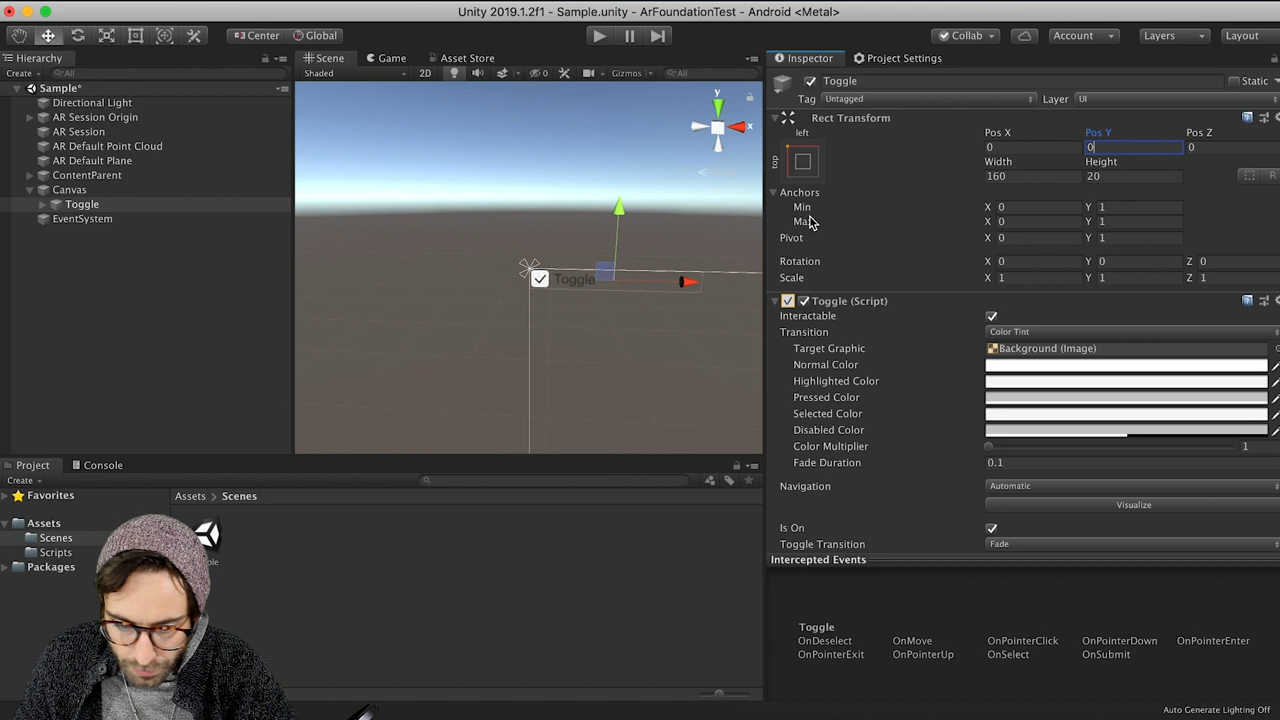 Unity 2019.1.2f1 - Sample.unity - ArFoundationTest - Android <Metal>
Center Global Collab Account Layers Layout
Hierarchy Scene Game Asset Store Inspector Project Settings
Create All Shaded 2D 0 Gizmos All Toggle Static
Sample*
Directional Light
AR Session Origin
AR Session
AR Default Point Cloud
AR Default Plane
ContentParent
Canvas
Toggle
EventSystem
y
x
Toggle
Tag Untagged Layer UI
Rect Transform
left
top
Pos X Pos Y Pos Z
0 0 0
Width Height
160 20 R
Anchors
Min X 0 Y 1
X 0 Y 1
Pivot X 0 Y 1
Rotation X 0 Y 0 Z 0
Scale X 1 Y 1 Z 1
Toggle (Script)
Interactable
Transition Color Tint
Target Graphic Background (Image)
Normal Color
Highlighted Color
Pressed Color
Selected Color
Disabled Color
Color Multiplier 1
Fade Duration 0.1
Navigation Automatic
Visualize
Is On
Toggle Transition Fade
Intercepted Events
Toggle
OnDeselect OnMove OnPointerClick OnPointerDown OnPointerEnter
OnPointerExit OnPointerUp OnSelect OnSubmit
Project Console
Create
Favorites
Assets
Scenes
Scripts
Packages
Assets > Scenes
Auto Generate Lighting Off